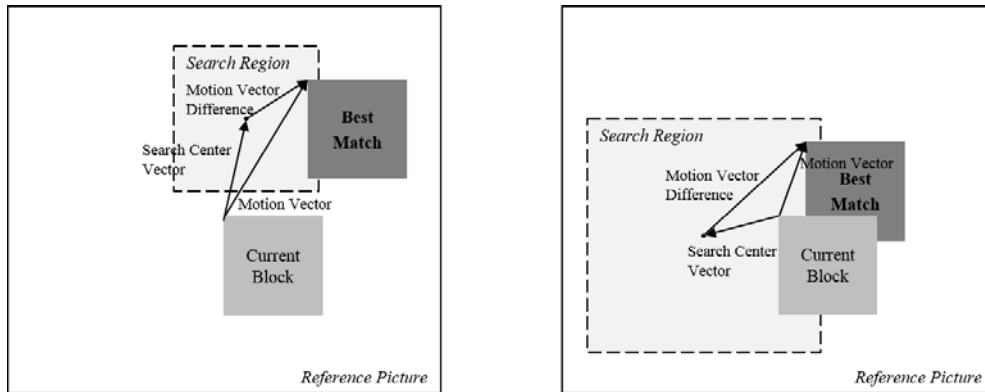 Search Region
Motion Vector
Difference
Best
Match
Search Center
Vector
Motion Vector
Current
Block
Reference Picture
Search Region
Motion Vector
Motion Vector
Difference
Best
Match
Search Center
Vector
Current
Block
Reference Picture